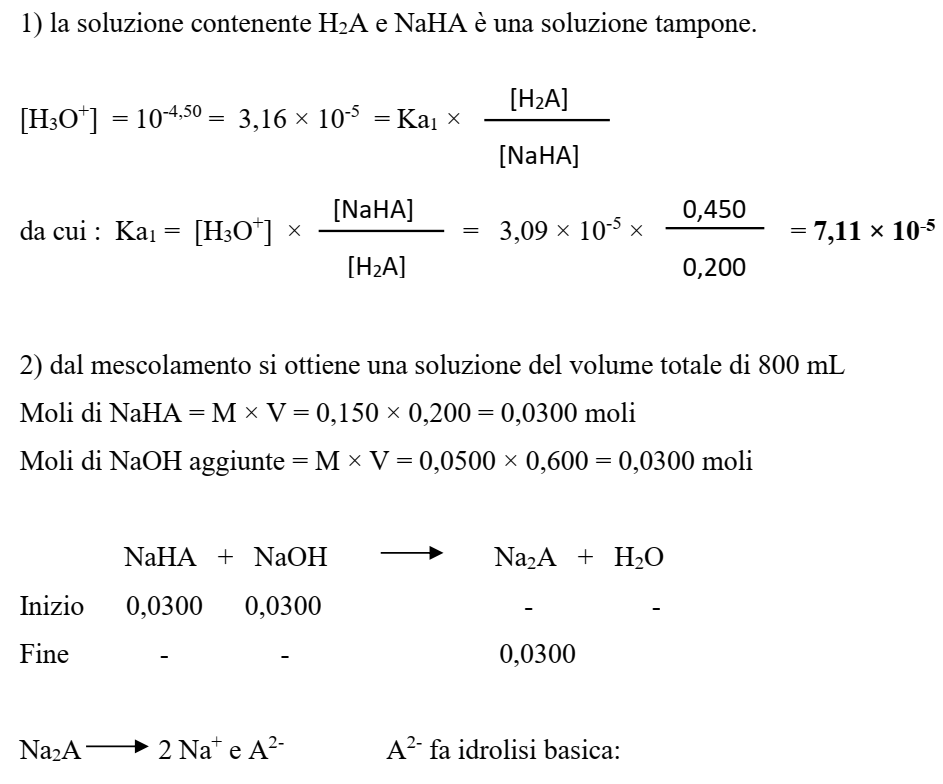 1) la soluzione contenente H₂A e NaHA è una soluzione tampone.
[H₂A]
[H₃O⁺] = 10⁻⁴,⁵⁰ = 3,16 × 10⁻⁵ = Ka₁ ×
[NaHA]
[NaHA] 0,450
da cui : Ka₁ = [H₃O⁺] × = 3,09 × 10⁻⁵ × = 7,11 × 10⁻⁵
[H₂A] 0,200
2) dal mescolamento si ottiene una soluzione del volume totale di 800 mL
Moli di NaHA = M × V = 0,150 × 0,200 = 0,0300 moli
Moli di NaOH aggiunte = M × V = 0,0500 × 0,600 = 0,0300 moli
NaHA + NaOH → Na₂A + H₂O
Inizio 0,0300 0,0300 - -
Fine - - 0,0300
Na₂A → 2 Na⁺ e A²⁻ A²⁻ fa idrolisi basica: